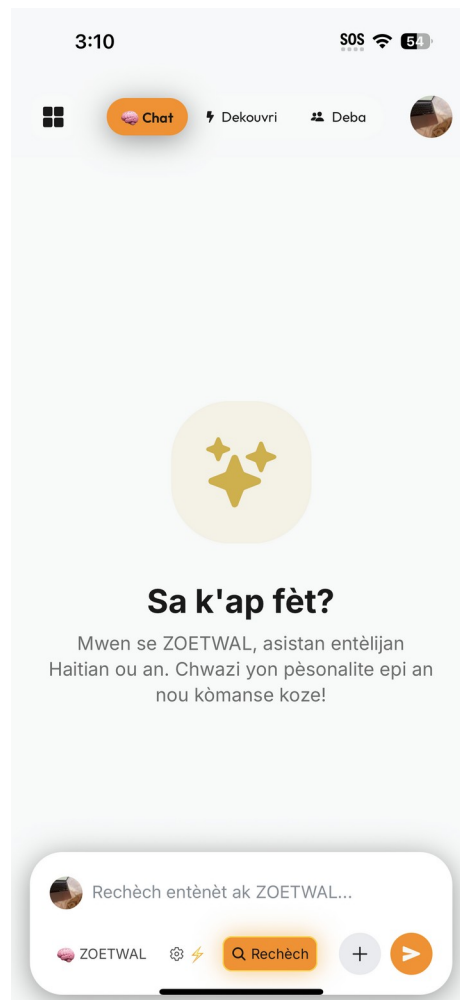 3:10
SOS
54
Chat
Dekouvri
Deba
Sa k'ap fèt?
Mwen se ZOETWAL, asistan entèlijan
Haitian ou an. Chwazi yon pèsonalite epi an
nou kòmanse koze!
Rechèch entènèt ak ZOETWAL...
ZOETWAL
Rechèch